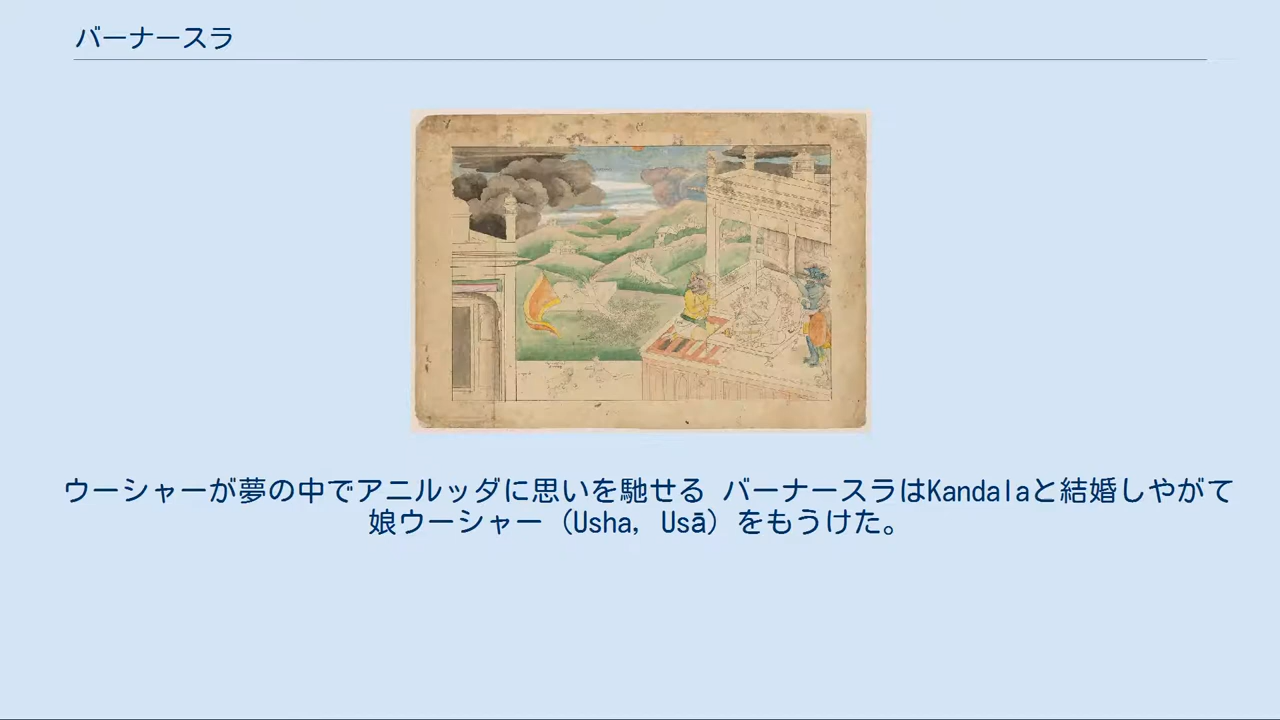 バーナースラ
ウーシャーが夢の中でアニルッダに思いを馳せる バーナースラはKandalaと結婚しやがて
娘ウーシャー（Usha, Usā）をもうけた。